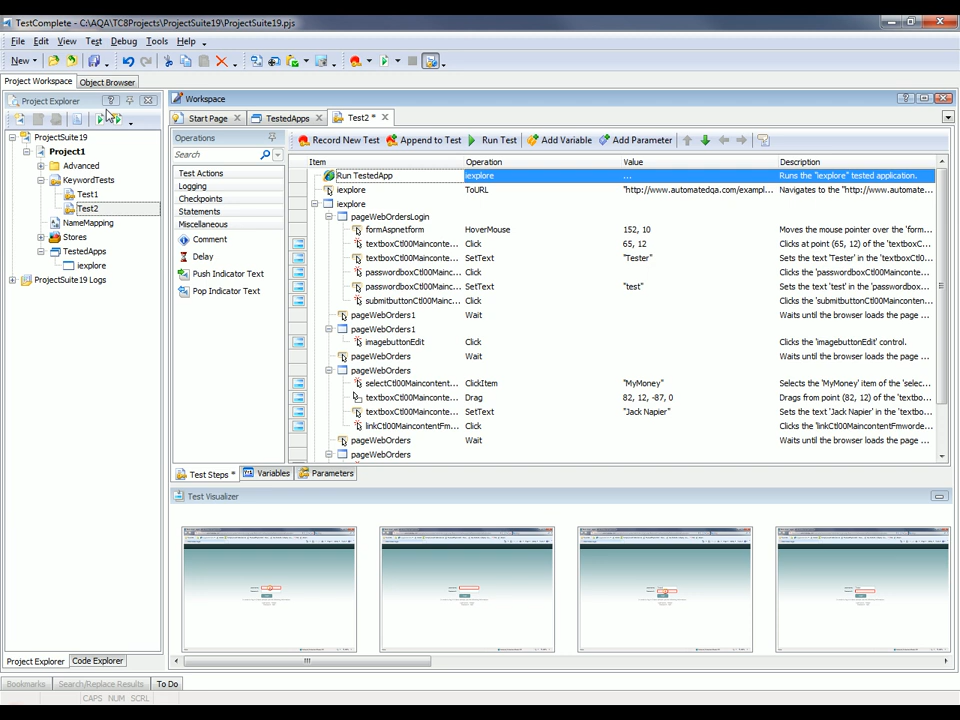 TestComplete - C:\AQA\TC8Projects\ProjectSuite19\ProjectSuite19.pjs
File Edit View Test Debug Tools Help
New
Project Workspace Object Browser
Project Explorer
ProjectSuite19
Project1
Advanced
KeywordTests
Test1
Test2
NameMapping
Stores
TestedApps
iexplore
ProjectSuite19 Logs
Project Explorer Code Explorer
Workspace
Start Page TestedApps Test2 *
Operations
Search
Test Actions
Logging
Checkpoints
Statements
Miscellaneous
Comment
Delay
Push Indicator Text
Pop Indicator Text
Record New Test Append to Test Run Test Add Variable Add Parameter
Item Operation Value Description
Run TestedApp iexplore ... Runs the "iexplore" tested application.
iexplore ToURL "http://www.automatedqa.com/exampl... Navigates to the "http://www.automate...
iexplore
pageWebOrdersLogin
formAspnetform HoverMouse 152, 10 Moves the mouse pointer over the 'form...
textboxCtl00Mainconte... Click 65, 12 Clicks at point (65, 12) of the 'textboxC...
textboxCtl00Mainconte... SetText "Tester" Sets the text 'Tester' in the 'textboxCtl...
passwordboxCtl00Mainc... Click Clicks the 'passwordboxCtl00Mainconte...
passwordboxCtl00Mainc... SetText "test" Sets the text 'test' in the 'passwordbox...
submitbuttonCtl00Main... Click Clicks the 'submitbuttonCtl00Mainconten...
pageWebOrders1 Wait Waits until the browser loads the page ...
pageWebOrders1
imagebuttonEdit Click Clicks the 'imagebuttonEdit' control.
pageWebOrders Wait Waits until the browser loads the page ...
pageWebOrders
selectCtl00Maincontent... ClickItem "MyMoney" Selects the 'MyMoney' item of the 'selec...
textboxCtl00Mainconte... Drag 82, 12, -87, 0 Drags from point (82, 12) of the 'textbo...
textboxCtl00Mainconte... SetText "Jack Napier" Sets the text 'Jack Napier' in the 'textbo...
linkCtl00MaincontentFm... Click Clicks the 'linkCtl00MaincontentFmworde...
pageWebOrders Wait Waits until the browser loads the page ...
pageWebOrders
Test Steps * Variables Parameters
Test Visualizer
Bookmarks Search/Replace Results To Do
CAPS NUM SCRL